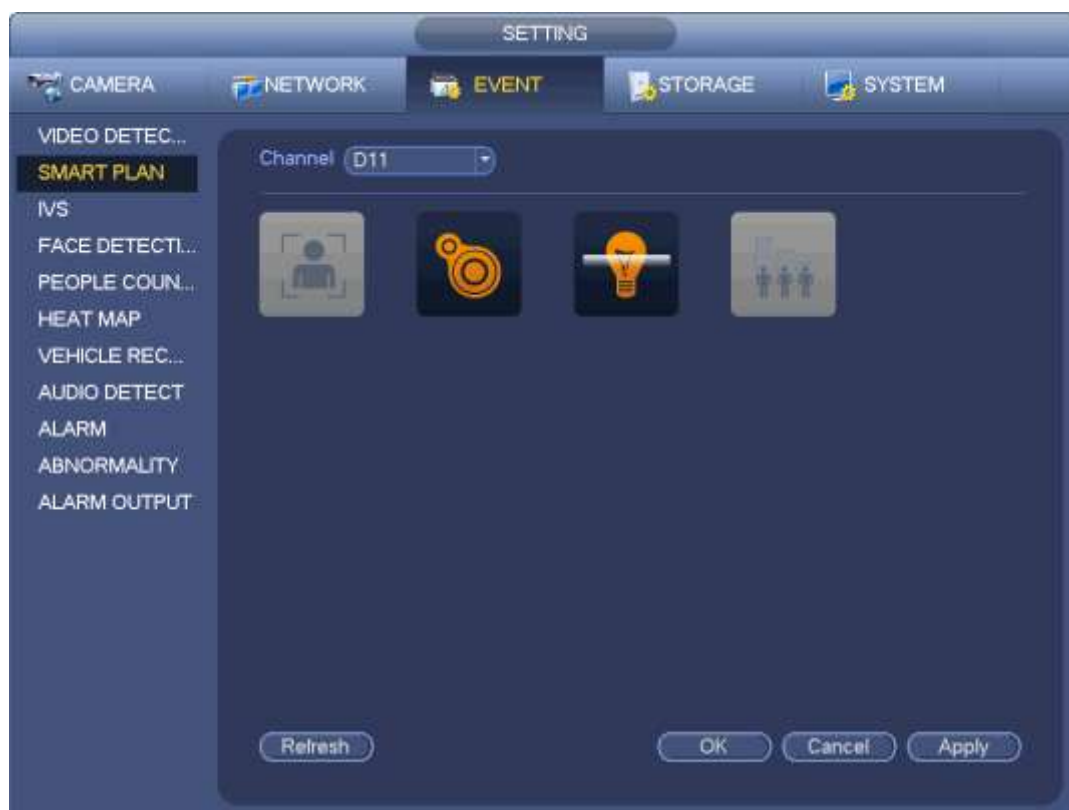 SETTING
CAMERA NETWORK EVENT STORAGE SYSTEM
VIDEO DETEC...
SMART PLAN
IVS
FACE DETECTI...
PEOPLE COUN...
HEAT MAP
VEHICLE REC...
AUDIO DETECT
ALARM
ABNORMALITY
ALARM OUTPUT
Channel D11
Refresh OK Cancel Apply